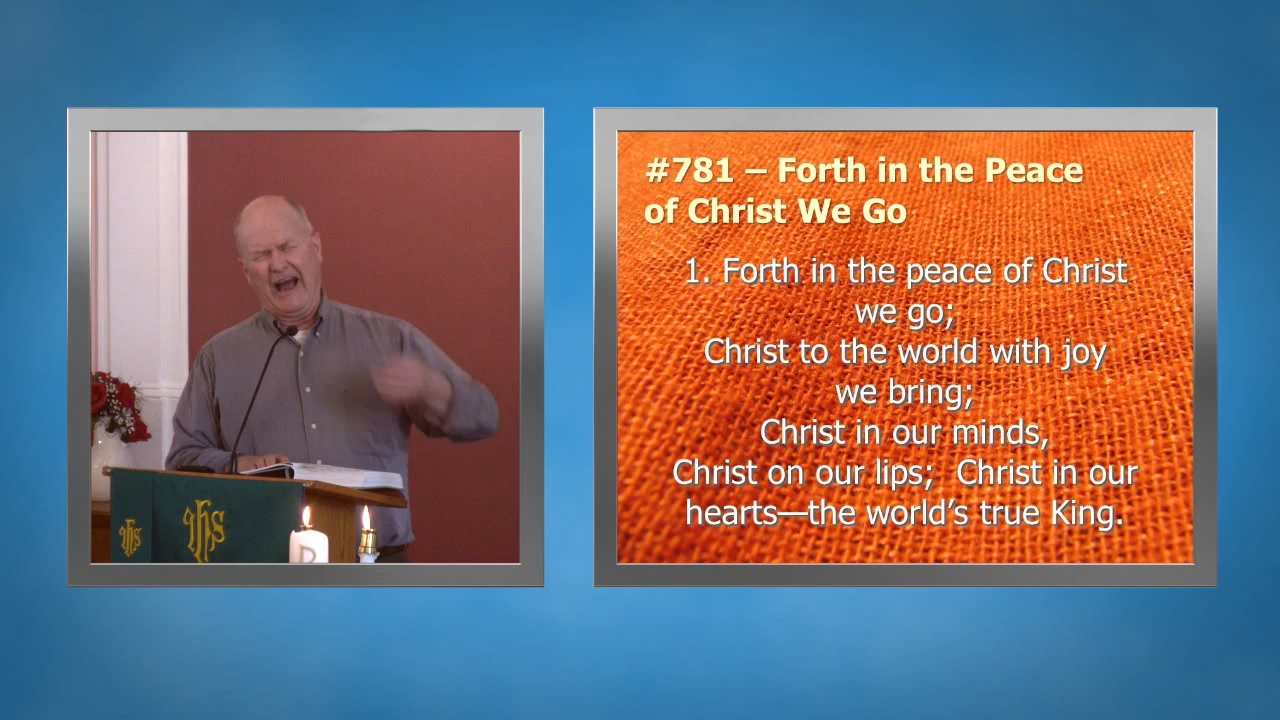 #781 – Forth in the Peace
of Christ We Go
1. Forth in the peace of Christ
we go;
Christ to the world with joy
we bring;
Christ in our minds,
Christ on our lips;  Christ in our
hearts—the world’s true King.
IHS
IHS